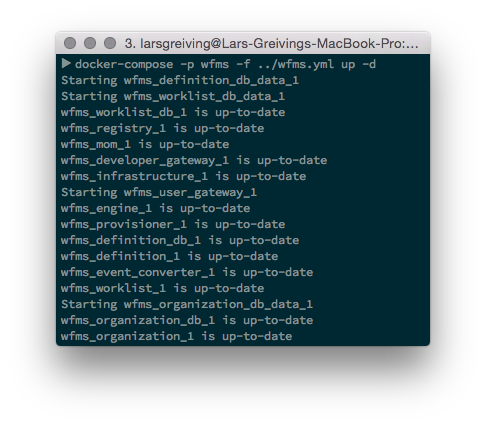 3. larsgreiving@Lars-Greivings-MacBook-Pro:...
▶ docker-compose -p wfms -f ../wfms.yml up -d
Starting wfms_definition_db_data_1
Starting wfms_worklist_db_data_1
wfms_worklist_db_1 is up-to-date
wfms_registry_1 is up-to-date
wfms_mom_1 is up-to-date
wfms_developer_gateway_1 is up-to-date
wfms_infrastructure_1 is up-to-date
Starting wfms_user_gateway_1
wfms_engine_1 is up-to-date
wfms_provisioner_1 is up-to-date
wfms_definition_db_1 is up-to-date
wfms_definition_1 is up-to-date
wfms_event_converter_1 is up-to-date
wfms_worklist_1 is up-to-date
Starting wfms_organization_db_data_1
wfms_organization_db_1 is up-to-date
wfms_organization_1 is up-to-date